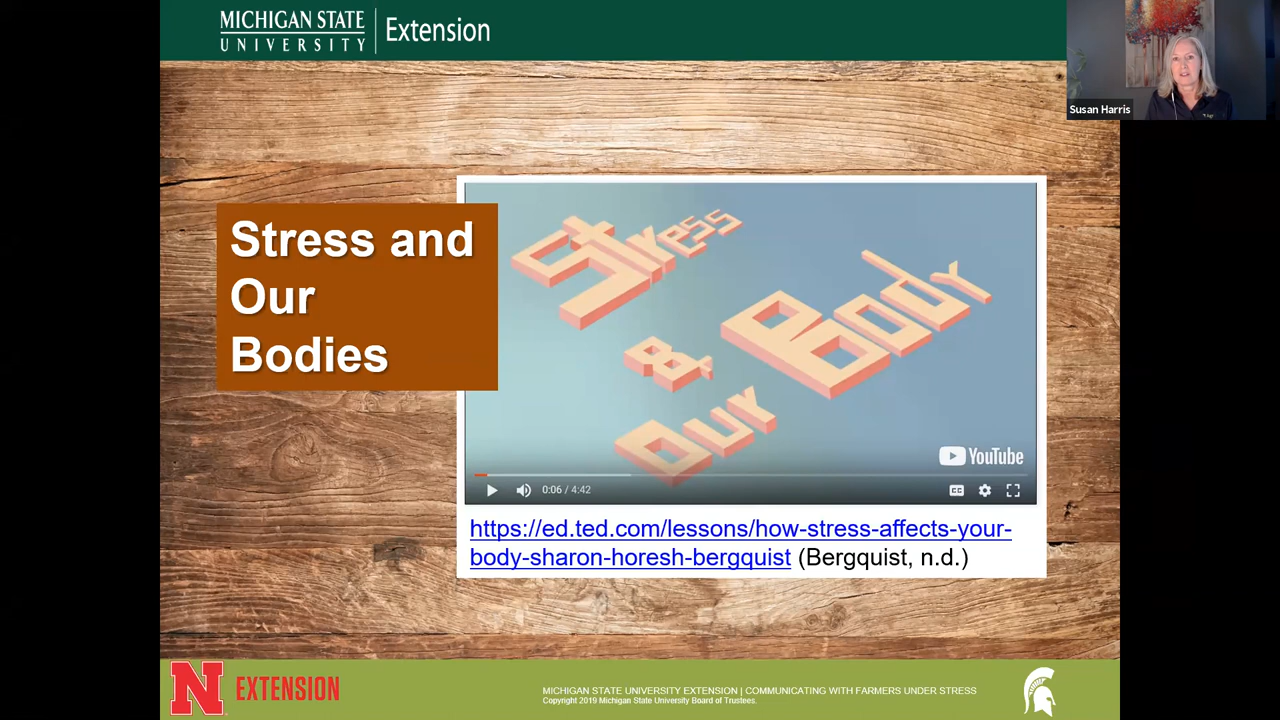 MICHIGAN STATE
UNIVERSITY
Extension
Susan Harris
Stress and
Our
Bodies
Stress
&
Our
Body
YouTube
0:06 / 4:42
CC
https://ed.ted.com/lessons/how-stress-affects-your-
body-sharon-horesh-bergquist (Bergquist, n.d.)
N
EXTENSION
MICHIGAN STATE UNIVERSITY EXTENSION | COMMUNICATING WITH FARMERS UNDER STRESS
Copyright 2019 Michigan State University Board of Trustees.